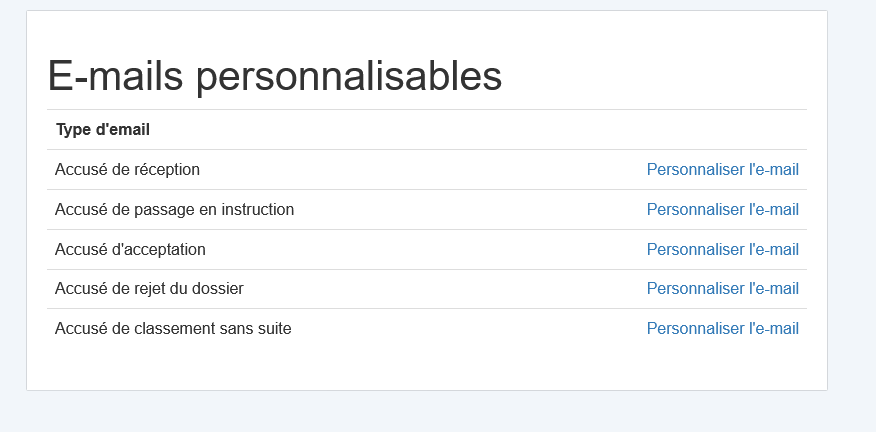 E-mails personnalisables
Type d'email
Accusé de réception Personnaliser l'e-mail
Accusé de passage en instruction Personnaliser l'e-mail
Accusé d'acceptation Personnaliser l'e-mail
Accusé de rejet du dossier Personnaliser l'e-mail
Accusé de classement sans suite Personnaliser l'e-mail